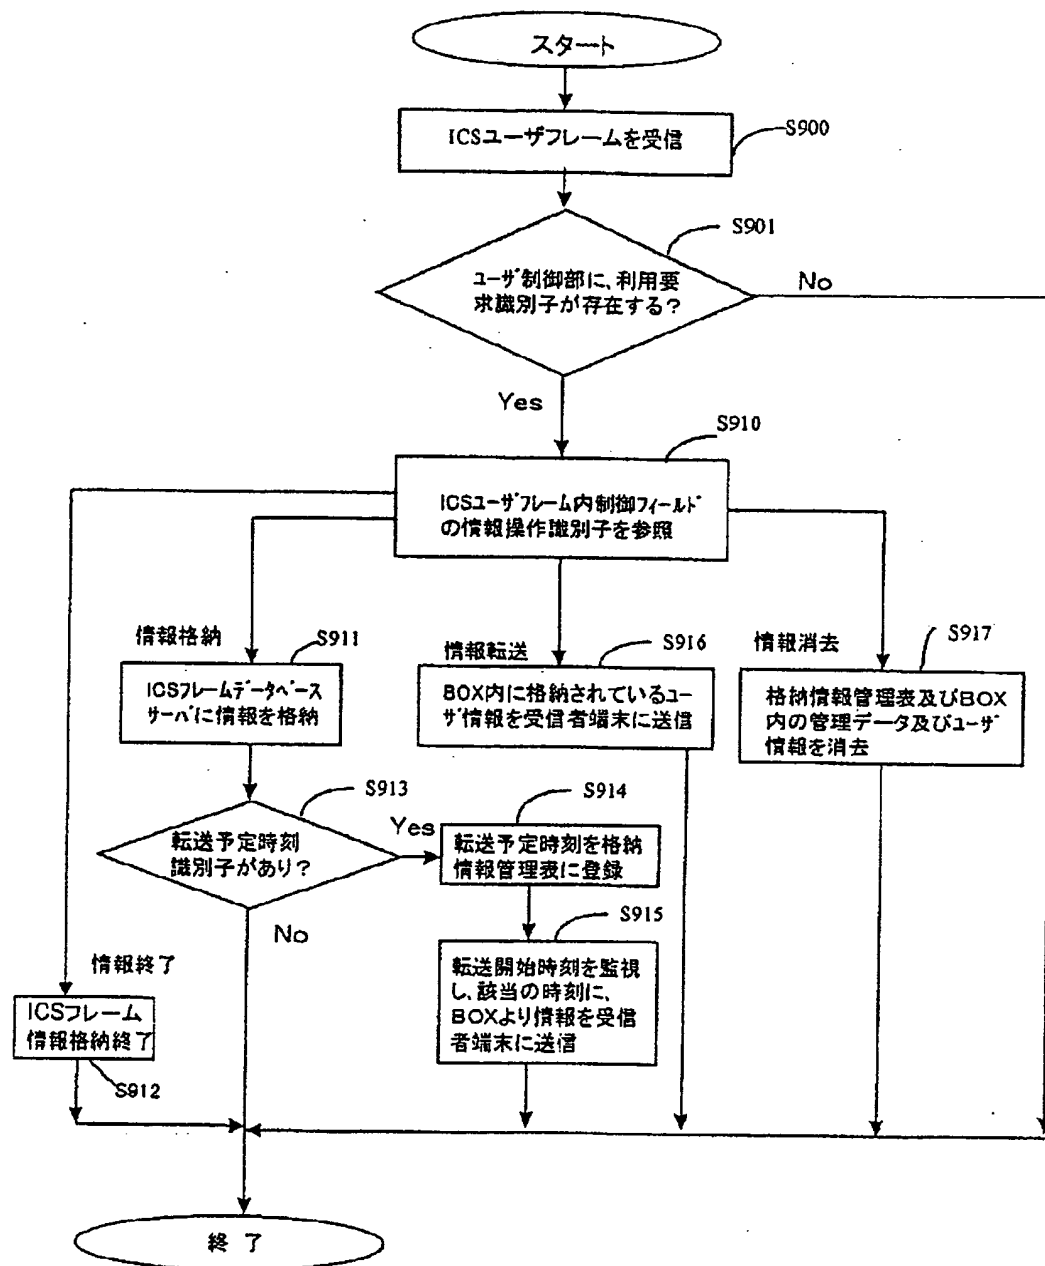 スタート
ICSユーザフレームを受信
S900
S901
ユーザ制御部に、利用要
求識別子が存在する?
No
Yes
S910
ICSユーザフレーム内制御フィールド
の情報操作識別子を参照
情報格納
S911
ICSフレームデータベース
サーバに情報を格納
情報転送
S916
BOX内に格納されているユー
ザ情報を受信者端末に送信
情報消去
S917
格納情報管理表及びBOX
内の管理データ及びユーザ
情報を消去
S913
転送予定時刻
識別子があり?
Yes
S914
転送予定時刻を格納
情報管理表に登録
No
S915
転送開始時刻を監視
し、該当の時刻に、
BOXより情報を受信
者端末に送信
情報終了
ICSフレーム
情報格納終了
S912
終 了